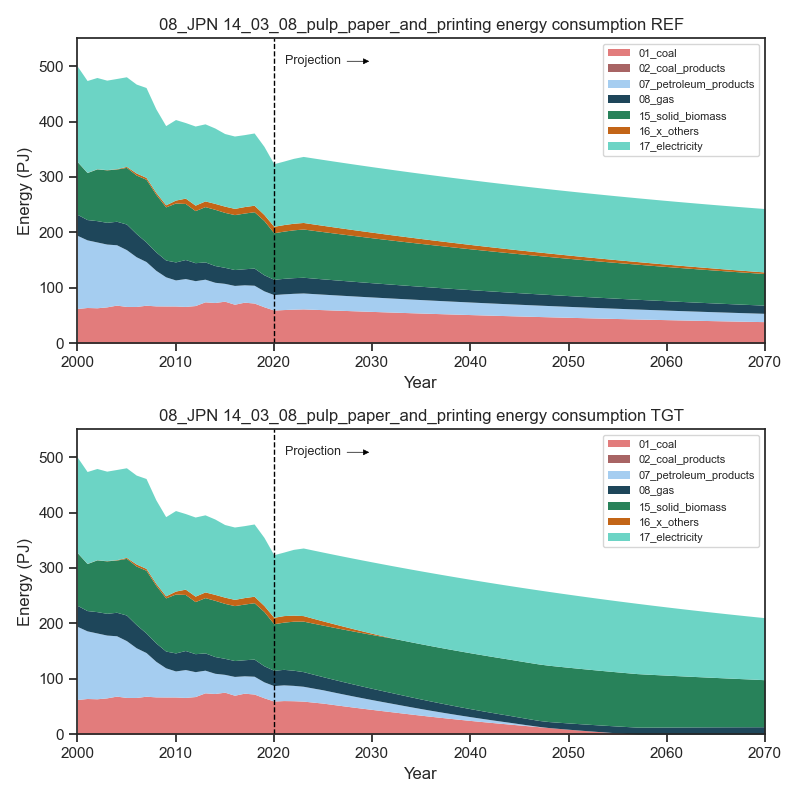 08_JPN 14_03_08_pulp_paper_and_printing energy consumption REF
Energy (PJ)
500
400
300
200
100
0
Projection
01_coal
02_coal_products
07_petroleum_products
08_gas
15_solid_biomass
16_x_others
17_electricity
2000 2010 2020 2030 2040 2050 2060 2070
Year
08_JPN 14_03_08_pulp_paper_and_printing energy consumption TGT
Energy (PJ)
500
400
300
200
100
0
Projection
01_coal
02_coal_products
07_petroleum_products
08_gas
15_solid_biomass
16_x_others
17_electricity
2000 2010 2020 2030 2040 2050 2060 2070
Year